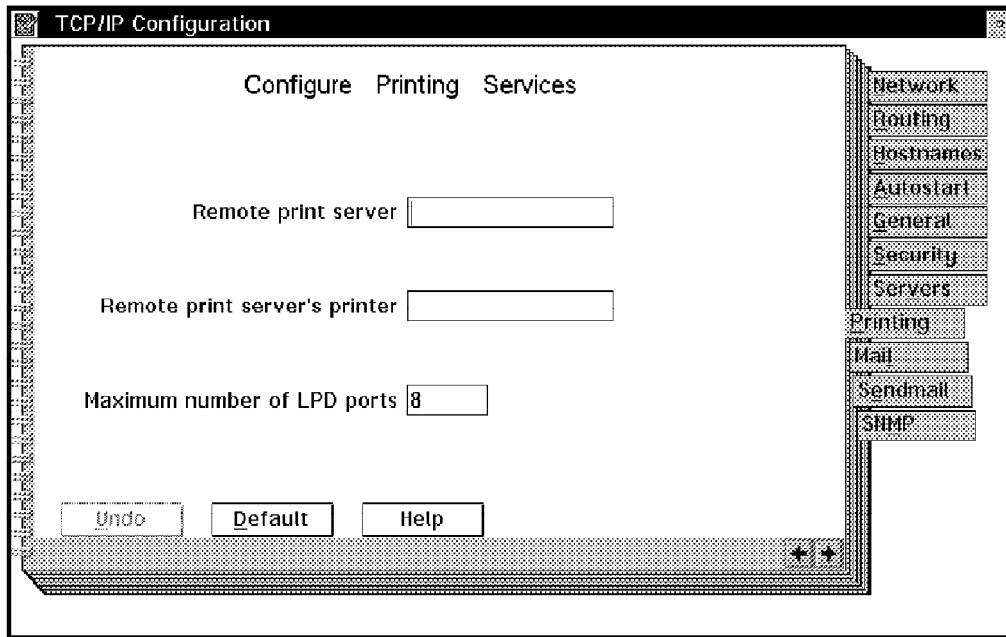 TCP/IP Configuration
Configure Printing Services
Remote print server
Remote print server's printer
Maximum number of LPD ports 8
Undo Default Help
Network
Routing
Hostnames
Autostart
General
Security
Servers
Printing
Mail
Sendmail
SNMP